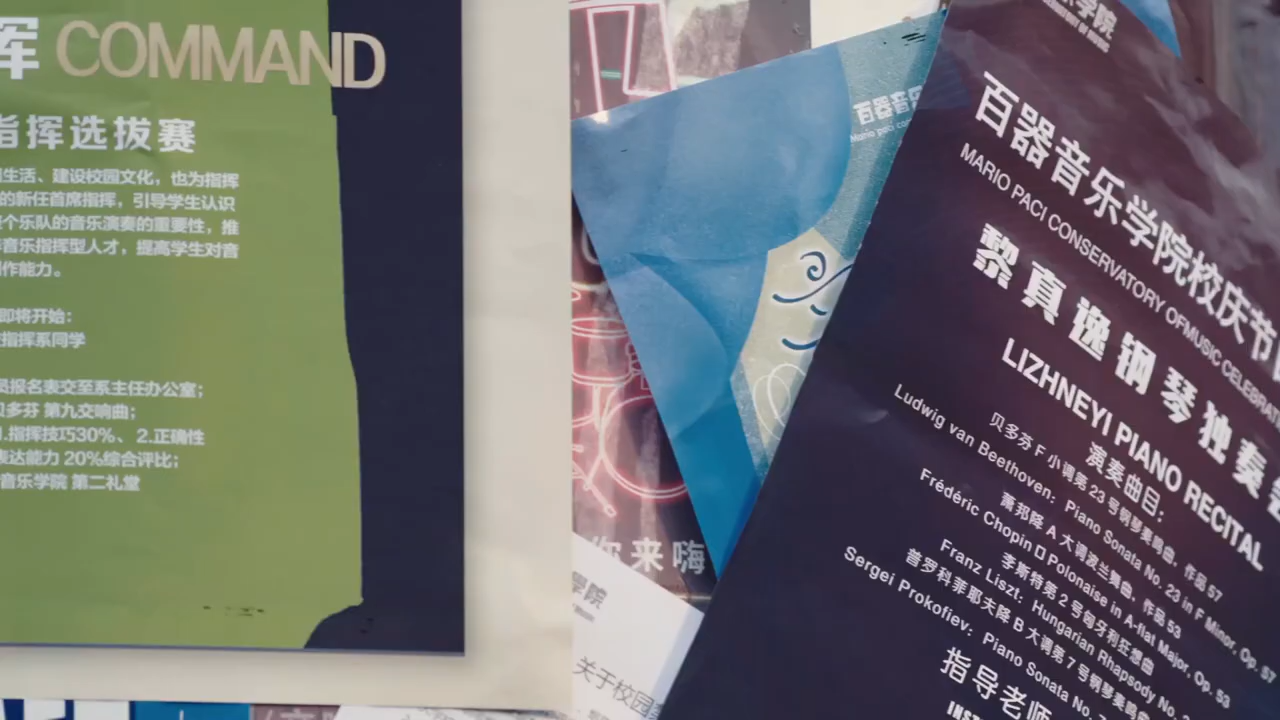 挥 COMMAND
指挥选拔赛
生活、建设校园文化，也为指挥
的新任首席指挥，引导学生认识
个乐队的音乐演奏的重要性，推
音乐指挥型人才，提高学生对音
作能力。
即将开始：
指挥系同学
员报名表交至系主任办公室；
贝多芬 第九交响曲；
1.指挥技巧30%、 2.正确性
表达能力 20%综合评比；
音乐学院 第二礼堂
百器音
你来嗨
学院
关于校园
学院
百器音乐学院校庆节
MARIO PACI CONSERVATORY OFMUSIC CELEBRAT
黎真逸钢琴独奏会
LIZHNEYI PIANO RECITAL
演奏曲目：
贝多芬 F 小调第 23 号钢琴奏鸣曲，作品 57
Ludwig van Beethoven: Piano Sonata No. 23 in F Minor, Op. 57
萧邦降 A 大调波兰舞曲，作品 53
Frédéric Chopin□Polonaise in A-flat Major, Op. 53
李斯特第 2 号匈牙利狂想曲
Franz Liszt, Hungarian Rhapsody No.
普罗科菲耶夫降 B 大调第 7 号钢琴奏鸣
Sergei Prokofiev: Piano Sonata No.
指导老师